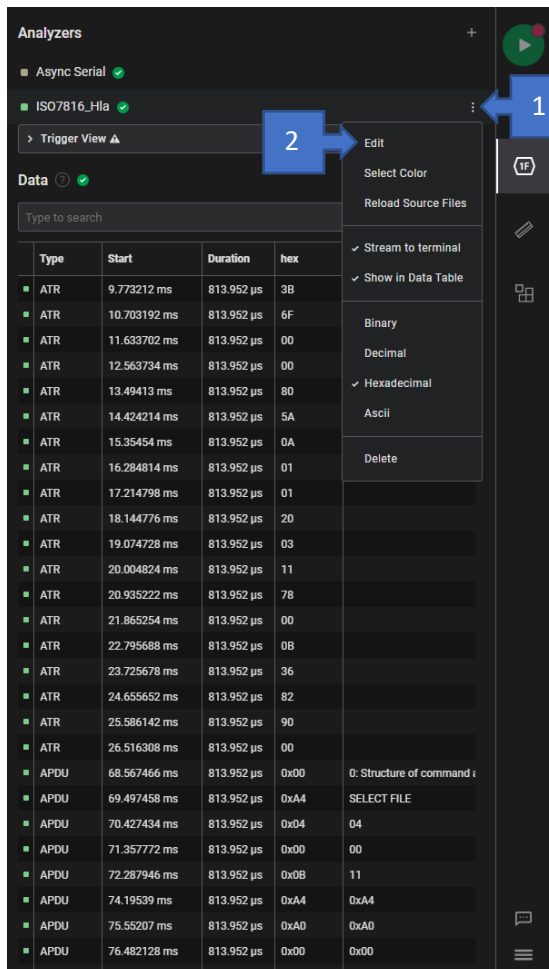 Analyzers +
Async Serial
ISO7816_Hla
1
> Trigger View
2
Edit
Data ?
Select Color
1F
Reload Source Files
Type to search
✓ Stream to terminal
Type Start Duration hex
✓ Show in Data Table
ATR 9.773212 ms 813.952 µs 3B
ATR 10.703192 ms 813.952 µs 6F
Binary
ATR 11.633702 ms 813.952 µs 00
Decimal
ATR 12.563734 ms 813.952 µs 00
✓ Hexadecimal
ATR 13.49413 ms 813.952 µs 80
Ascii
ATR 14.424214 ms 813.952 µs 5A
ATR 15.35454 ms 813.952 µs 0A
Delete
ATR 16.284814 ms 813.952 µs 01
ATR 17.214798 ms 813.952 µs 01
ATR 18.144776 ms 813.952 µs 20
ATR 19.074728 ms 813.952 µs 03
ATR 20.004824 ms 813.952 µs 11
ATR 20.935222 ms 813.952 µs 78
ATR 21.865254 ms 813.952 µs 00
ATR 22.795688 ms 813.952 µs 0B
ATR 23.725678 ms 813.952 µs 36
ATR 24.655652 ms 813.952 µs 82
ATR 25.586142 ms 813.952 µs 90
ATR 26.516308 ms 813.952 µs 00
APDU 68.567466 ms 813.952 µs 0x00 0: Structure of command a
APDU 69.497458 ms 813.952 µs 0xA4 SELECT FILE
APDU 70.427434 ms 813.952 µs 0x04 04
APDU 71.357772 ms 813.952 µs 0x00 00
APDU 72.287946 ms 813.952 µs 0x0B 11
APDU 74.19539 ms 813.952 µs 0xA4 0xA4
APDU 75.55207 ms 813.952 µs 0xA0 0xA0
APDU 76.482128 ms 813.952 µs 0x00 0x00